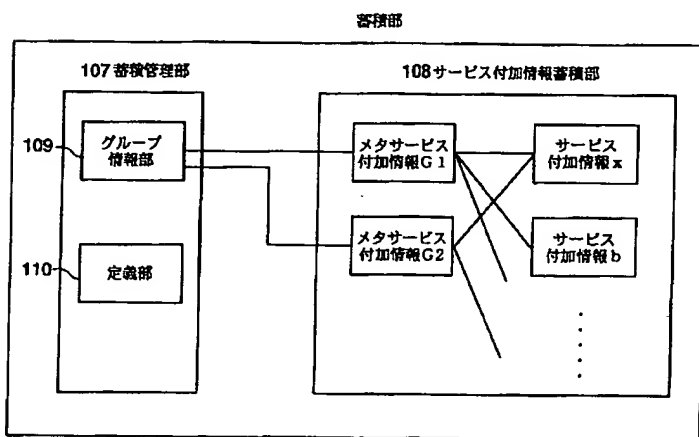 蓄積部
107 蓄積管理部
108 サービス付加情報蓄積部
109
グループ
情報部
メタサービス
付加情報G1
サービス
付加情報x
メタサービス
付加情報G2
サービス
付加情報b
110
定義部